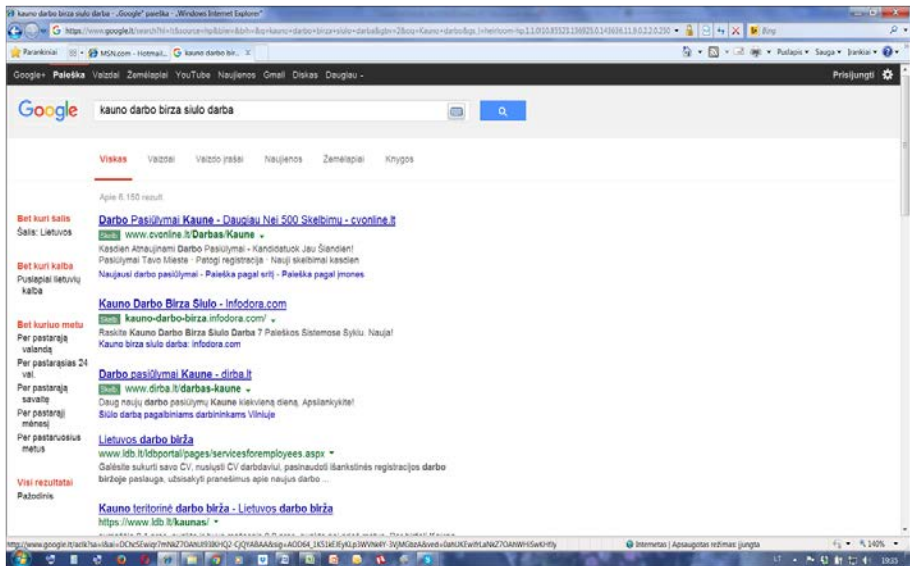 kauno darbo birza siulo darba - „Google“ paieška - „Windows Internet Explorer“
Bing
Parankiniai
MSN.com - Hotmail,...
kauno darbo bir...
Puslapis
Sauga
Įrankiai
Google+ Paieška Vaizdai Žemėlapiai YouTube Naujienos Gmail Diskas Daugiau
Prisijungti
Google
kauno darbo birza siulo darba
Viskas Vaizdai Vaizdo įrašai Naujienos Žemėlapiai Knygos
Apie 6.150 rezult.
Bet kuri šalis
Šalis: Lietuvos
Bet kuri kalba
Puslapiai lietuvių
kalba
Bet kuriuo metu
Per pastarąją
valandą
Per pastarąsias 24
val.
Per pastarąją
savaitę
Per pastarąjį
mėnesį
Per pastaruosius
metus
Visi rezultatai
Pažodinis
Darbo Pasiūlymai Kaune - Daugiau Nei 500 Skelbimu - cvonline.lt
Skelb www.cvonline.lt/Darbas/Kaune
Kasdien Atnaujinami Darbo Pasiūlymai - Kandidatuok Jau Šiandien!
Pasiūlymai Tavo Mieste · Patogi registracija · Nauji skelbimai kasdien
Naujausi darbo pasiūlymai - Paieška pagal sritį - Paieška pagal įmones
Kauno Darbo Birza Siulo - Infodora.com
Skelb kauno-darbo-birza.infodora.com/
Raskite Kauno Darbo Birza Siulo Darba 7 Paieškos Sistemose Sykiu. Nauja!
Kauno birza siulo darba: infodora.com
Darbo pasiūlymai Kaune - dirba.lt
Skelb www.dirba.lt/darbas-kaune
Daug naujų darbo pasiūlymų Kaune kiekvieną dieną. Apsilankykite!
Siūlo darbą pagalbiniams darbininkams Vilniuje
Lietuvos darbo birža
www.ldb.lt/ldbportal/pages/servicesforemployees.aspx
Galėsite sukurti savo CV, nusiųsti CV darbdaviui, pasinaudoti išankstinės registracijos darbo
biržoje paslauga, užsisakyti pranešimus apie naujus darbo ...
Kauno teritorinė darbo birža - Lietuvos darbo birža
https://www.ldb.lt/kaunas/
Internetas | Apsaugotas režimas: įjungta
140%
LT
1935